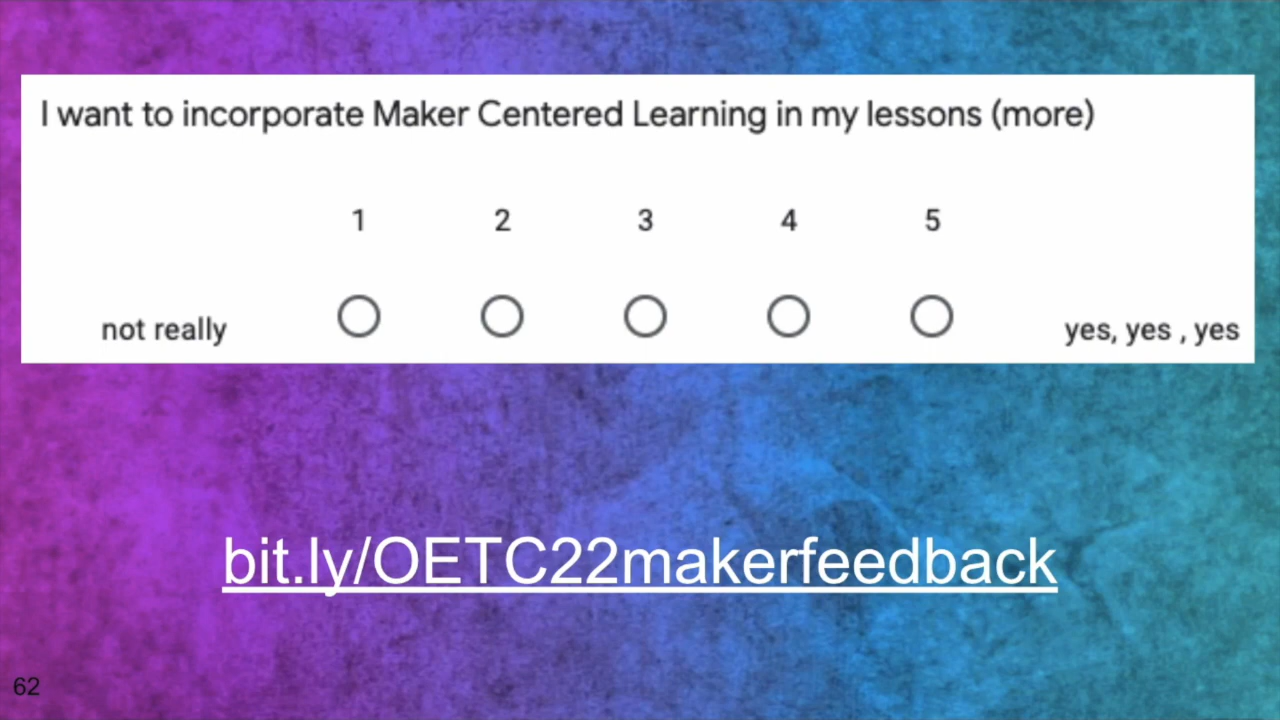 I want to incorporate Maker Centered Learning in my lessons (more)
1 2 3 4 5
not really yes, yes , yes
bit.ly/OETC22makerfeedback
62